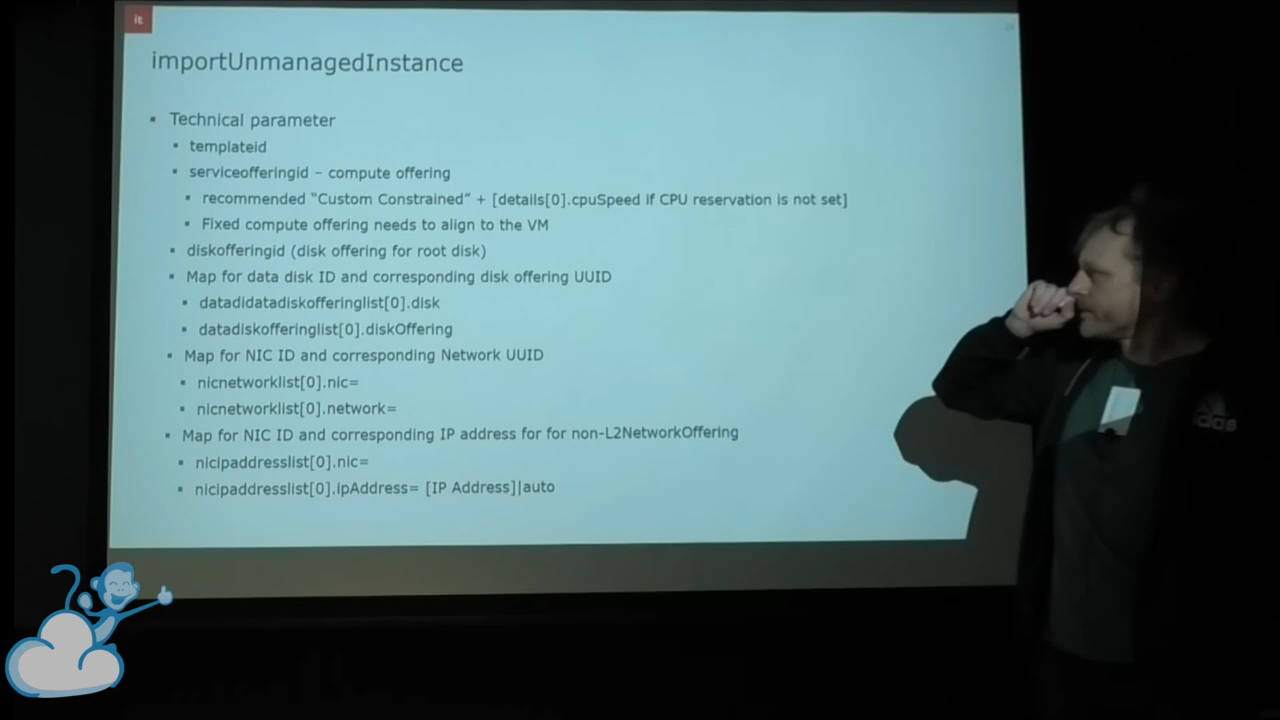 it
importUnmanagedInstance
▪ Technical parameter
▪ templateid
▪ serviceofferingid – compute offering
▪ recommended “Custom Constrained” + [details[0].cpuSpeed if CPU reservation is not set]
▪ Fixed compute offering needs to align to the VM
▪ diskofferingid (disk offering for root disk)
▪ Map for data disk ID and corresponding disk offering UUID
▪ datadidatadiskofferinglist[0].disk
▪ datadiskofferinglist[0].diskOffering
▪ Map for NIC ID and corresponding Network UUID
▪ nicnetworklist[0].nic=
▪ nicnetworklist[0].network=
▪ Map for NIC ID and corresponding IP address for for non-L2NetworkOffering
▪ nicipaddresslist[0].nic=
▪ nicipaddresslist[0].ipAddress= [IP Address]|auto